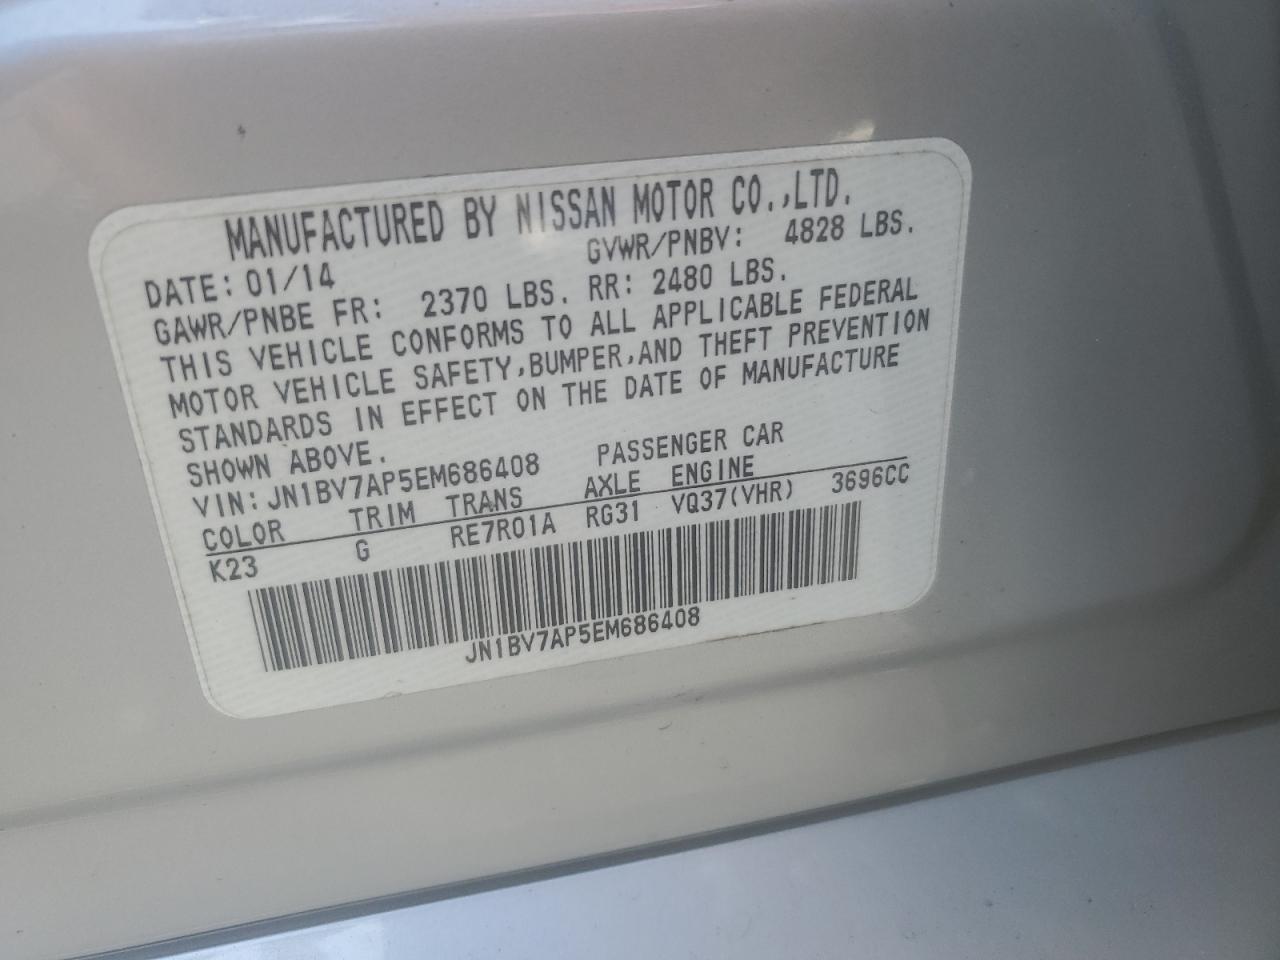 MANUFACTURED BY NISSAN MOTOR CO.,LTD.
DATE: 01/14 GVWR/PNBV: 4828 LBS.
GAWR/PNBE FR: 2370 LBS. RR: 2480 LBS.
THIS VEHICLE CONFORMS TO ALL APPLICABLE FEDERAL
MOTOR VEHICLE SAFETY,BUMPER,AND THEFT PREVENTION
STANDARDS IN EFFECT ON THE DATE OF MANUFACTURE
SHOWN ABOVE.
VIN: JN1BV7AP5EM686408 PASSENGER CAR
COLOR TRIM TRANS AXLE ENGINE
K23 G RE7R01A RG31 VQ37(VHR) 3696CC
JN1BV7AP5EM686408